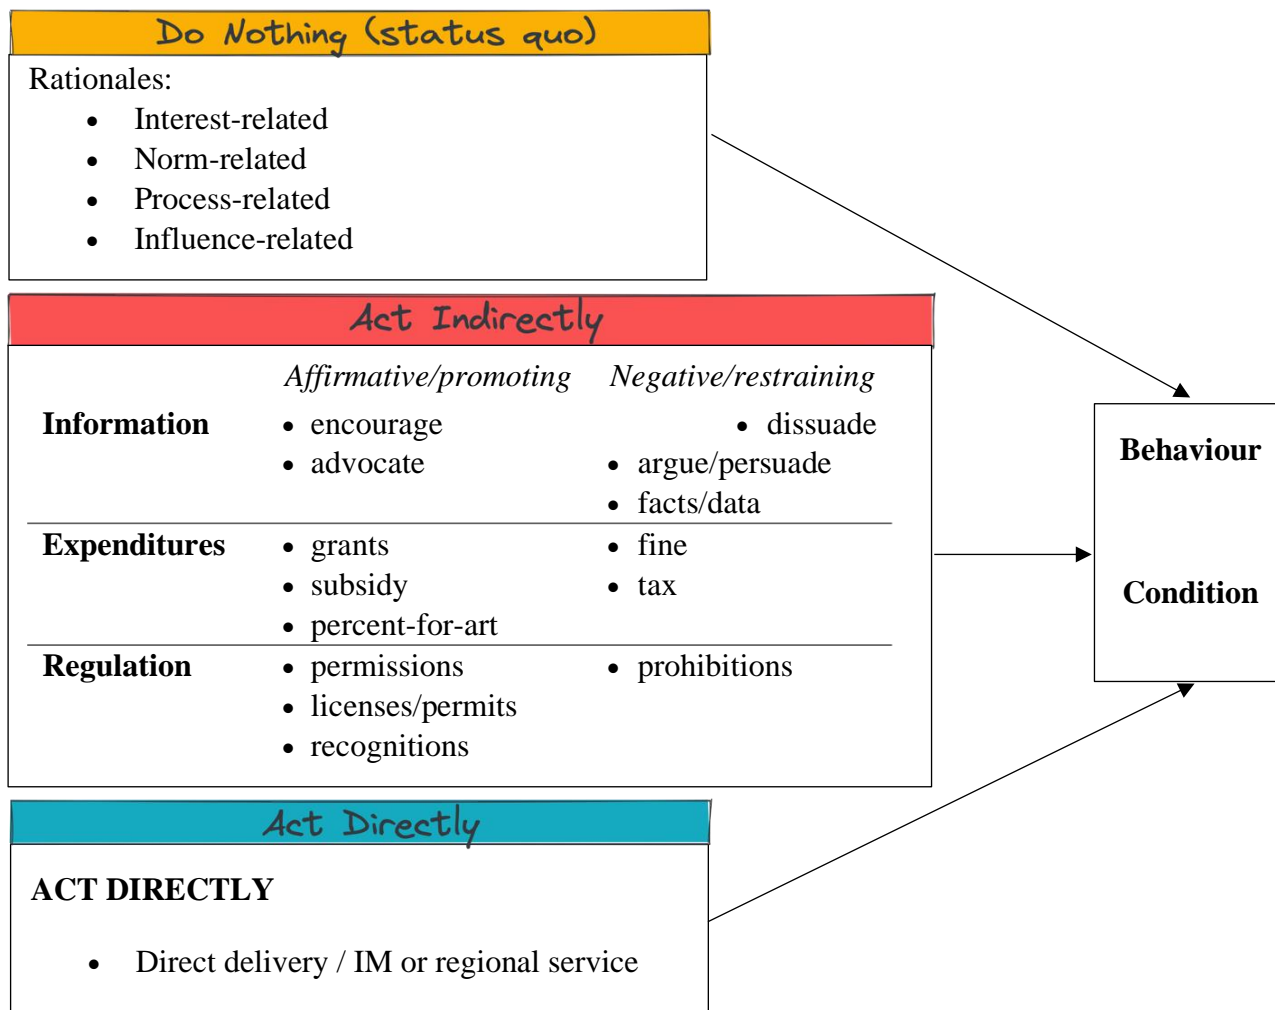 Do Nothing (status quo)
Rationales:
• Interest-related
• Norm-related
• Process-related
• Influence-related
Act Indirectly
Affirmative/promoting Negative/restraining
Information • encourage • dissuade
• advocate • argue/persuade
• facts/data
Expenditures • grants • fine
• subsidy • tax
• percent-for-art
Regulation • permissions • prohibitions
• licenses/permits
• recognitions
Behaviour
Condition
Act Directly
ACT DIRECTLY
• Direct delivery / IM or regional service